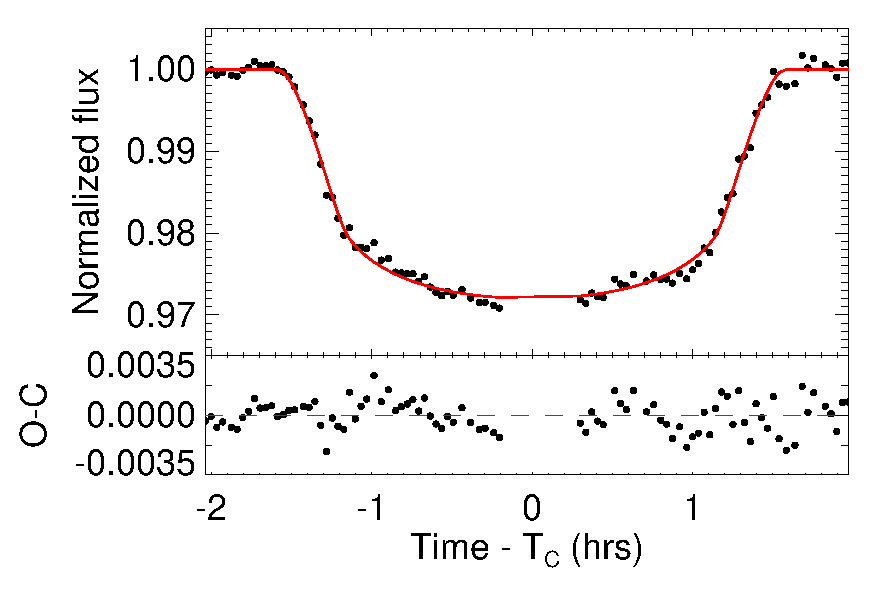 Normalized flux
1.00
0.99
0.98
0.97
O-C
0.0035
0.0000
-0.0035
-2 -1 0 1
Time - T_C (hrs)